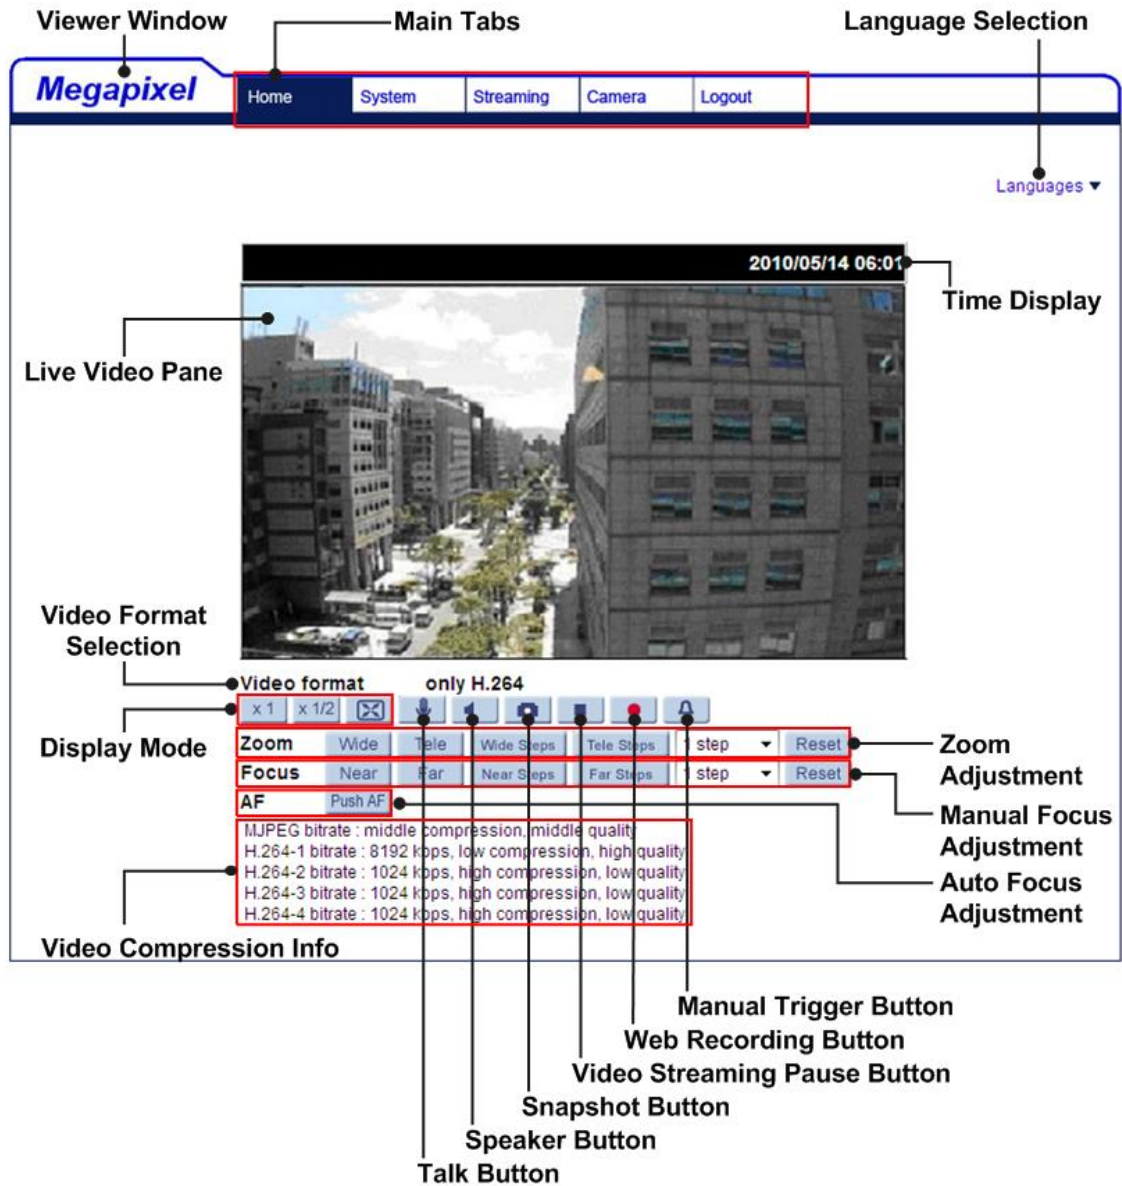 Viewer Window
Main Tabs
Language Selection
Megapixel
Home
System
Streaming
Camera
Logout
Languages
2010/05/14 06:01
Time Display
Live Video Pane
Video Format
Selection
Video format only H.264
x 1
x 1/2
Display Mode
Zoom Wide Tele Wide Steps Tele Steps 1 step Reset
Zoom
Adjustment
Focus Near Far Near Steps Far Steps 1 step Reset
Manual Focus
Adjustment
AF Push AF
Auto Focus
Adjustment
MJPEG bitrate : middle compression, middle quality
H.264-1 bitrate : 8192 kbps, low compression, high quality
H.264-2 bitrate : 1024 kbps, high compression, low quality
H.264-3 bitrate : 1024 kbps, high compression, low quality
H.264-4 bitrate : 1024 kbps, high compression, low quality
Video Compression Info
Manual Trigger Button
Web Recording Button
Video Streaming Pause Button
Snapshot Button
Speaker Button
Talk Button